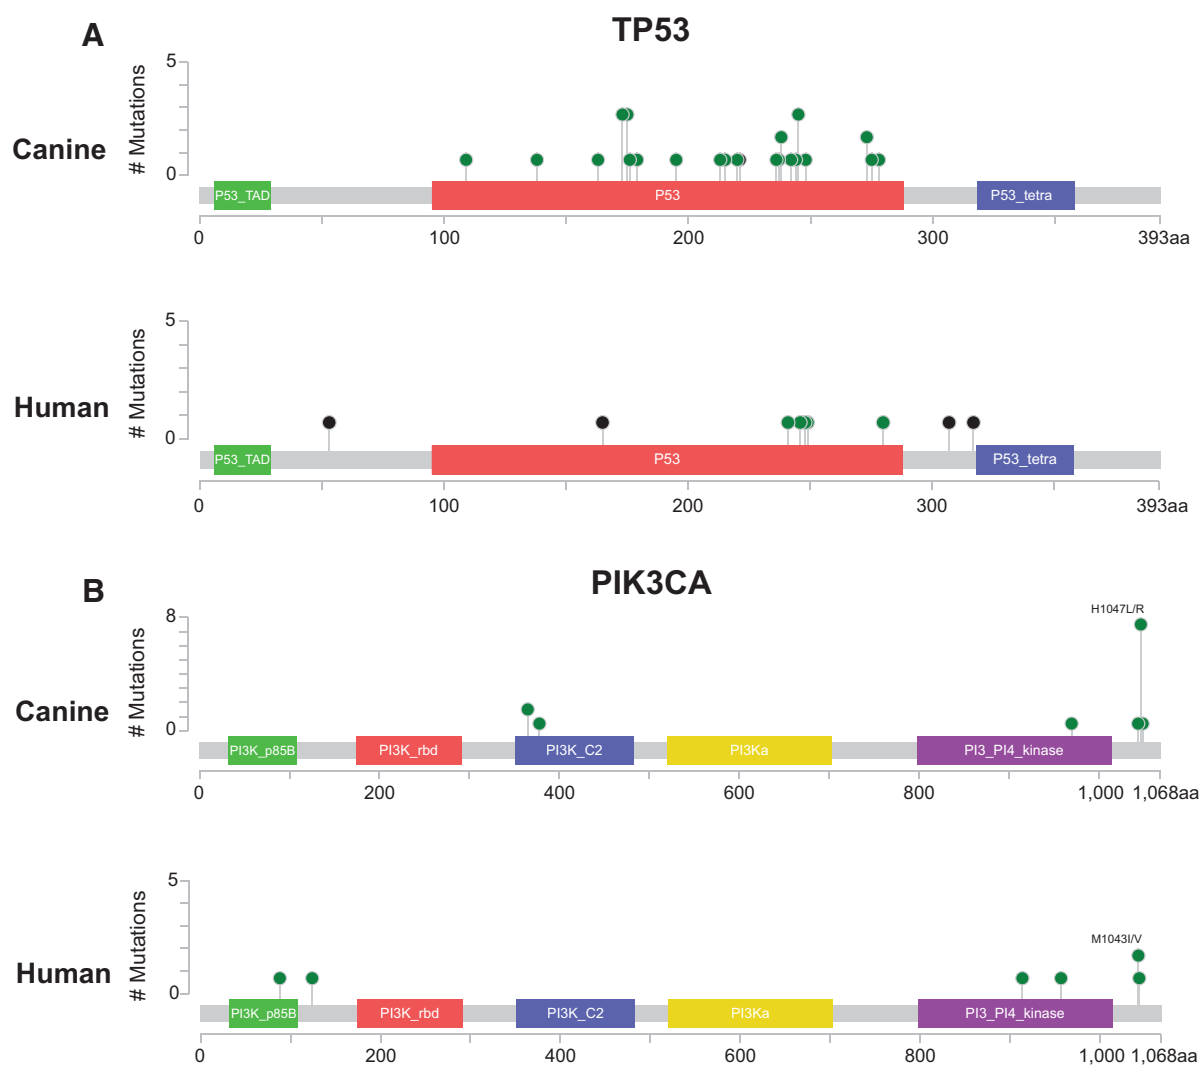 A
TP53
5
# Mutations
Canine
0
P53_TAD
P53
P53_tetra
0
100
200
300
393aa
5
# Mutations
Human
0
P53_TAD
P53
P53_tetra
0
100
200
300
393aa
B
PIK3CA
H1047L/R
8
# Mutations
Canine
0
PI3K_p85B
PI3K_rbd
PI3K_C2
PI3Ka
PI3_PI4_kinase
0
200
400
600
800
1,000
1,068aa
5
# Mutations
M1043I/V
Human
0
PI3K_p85B
PI3K_rbd
PI3K_C2
PI3Ka
PI3_PI4_kinase
0
200
400
600
800
1,000
1,068aa